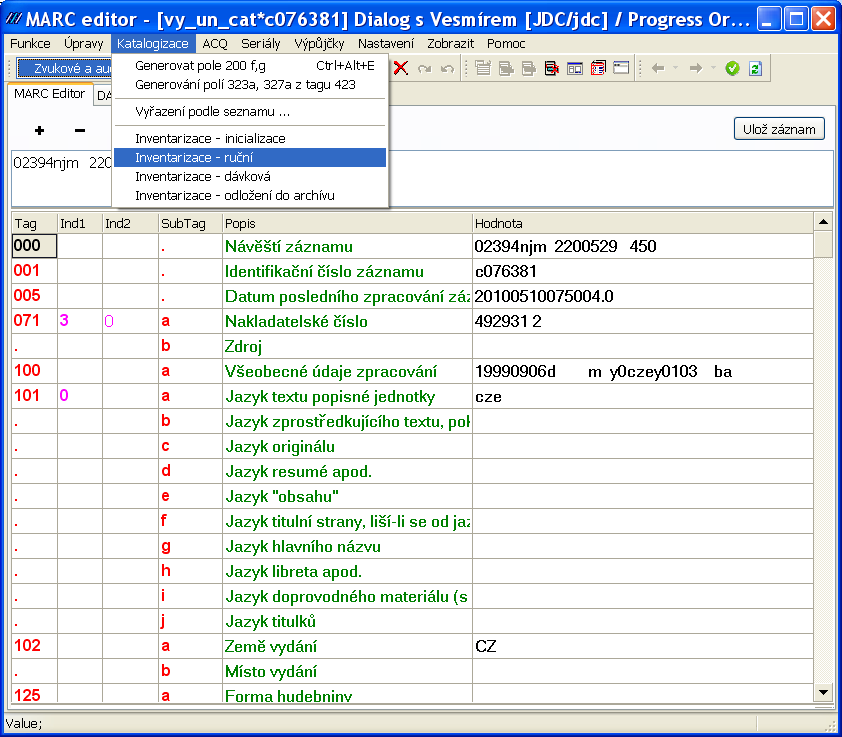 MARC editor - [vy_un_cat*c076381] Dialog s Vesmírem [JDC/jdc] / Progress Or...
Funkce Úpravy Katalogizace ACQ Seriály Výpůjčky Nastavení Zobrazit Pomoc
Zvukové a au
Generovat pole 200 f,g Ctrl+Alt+E
Generování polí 323a, 327a z tagu 423
Vyřazení podle seznamu ...
Inventarizace - inicializace
Inventarizace - ruční
Inventarizace - dávková
Inventarizace - odložení do archívu
MARC Editor DA
+ − Ulož záznam
02394njm 220
Tag Ind1 Ind2 SubTag Popis Hodnota
000 . Návěští záznamu 02394njm 2200529 450
001 . Identifikační číslo záznamu c076381
005 . Datum posledního zpracování záz 20100510075004.0
071 3 0 a Nakladatelské číslo 492931 2
. b Zdroj
100 a Všeobecné údaje zpracování 19990906d m y0czey0103 ba
101 0 a Jazyk textu popisné jednotky cze
. b Jazyk zprostředkujícího textu, pok
. c Jazyk originálu
. d Jazyk resumé apod.
. e Jazyk "obsahu"
. f Jazyk titulní strany, liší-li se od jaz
. g Jazyk hlavního názvu
. h Jazyk libreta apod.
. i Jazyk doprovodného materiálu (s
. j Jazyk titulků
102 a Země vydání CZ
. b Místo vydání
125 a Forma hudebniny
Value;